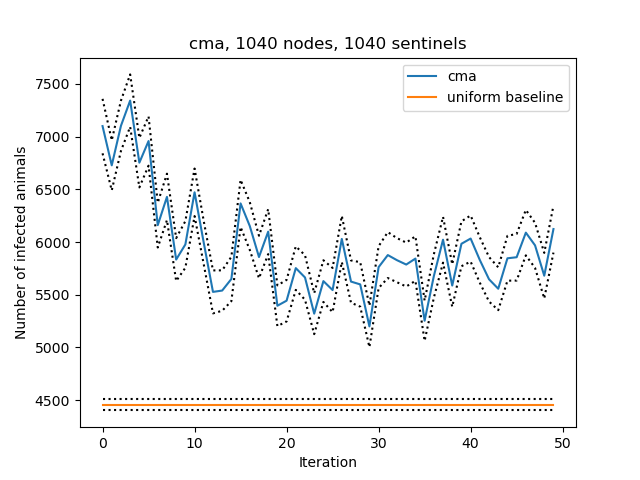 cma, 1040 nodes, 1040 sentinels
cma
uniform baseline
Number of infected animals
7500
7000
6500
6000
5500
5000
4500
0 10 20 30 40 50
Iteration